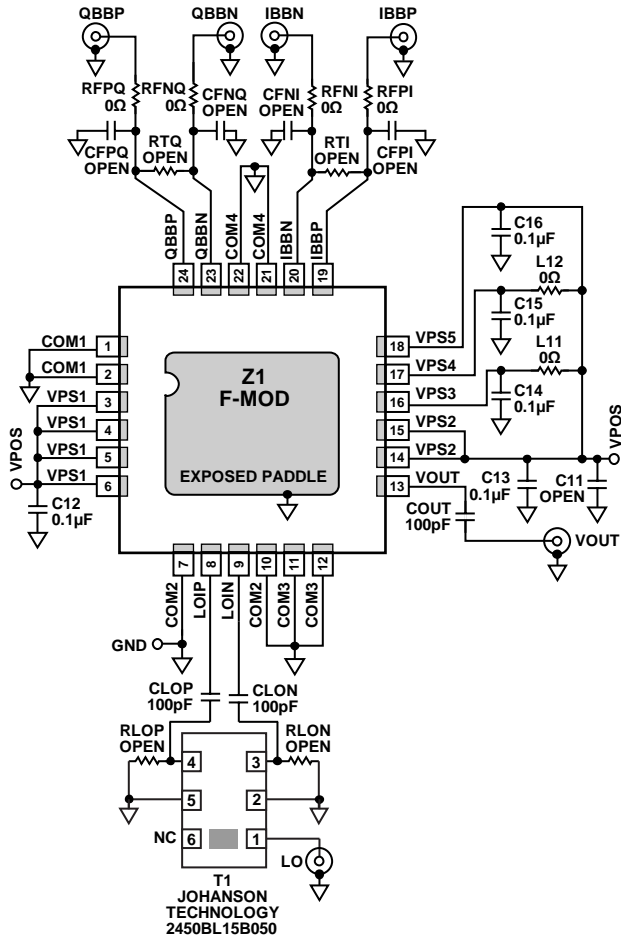 QBBP
QBBN
IBBN
IBBP
RFPQ
0Ω
RFNQ
0Ω
CFNQ
OPEN
CFNI
OPEN
RFNI
0Ω
RFPI
0Ω
CFPQ
OPEN
RTQ
OPEN
RTI
OPEN
CFPI
OPEN
QBBP
QBBN
COM4
COM4
IBBN
IBBP
24
23
22
21
20
19
C16
0.1µF
L12
0Ω
C15
0.1µF
L11
0Ω
C14
0.1µF
COM1
1
COM1
2
VPS1
3
VPS1
4
VPS1
5
VPS1
6
VPOS
C12
0.1µF
Z1
F-MOD
EXPOSED PADDLE
18
VPS5
17
VPS4
16
VPS3
15
VPS2
14
VPS2
13
VOUT
VPOS
C13
0.1µF
C11
OPEN
COUT
100pF
VOUT
7
8
9
10
11
12
COM2
LOIP
LOIN
COM2
COM3
COM3
GND
CLOP
100pF
CLON
100pF
RLOP
OPEN
RLON
OPEN
4
3
5
2
NC
6
1
LO
T1
JOHANSON
TECHNOLOGY
2450BL15B050